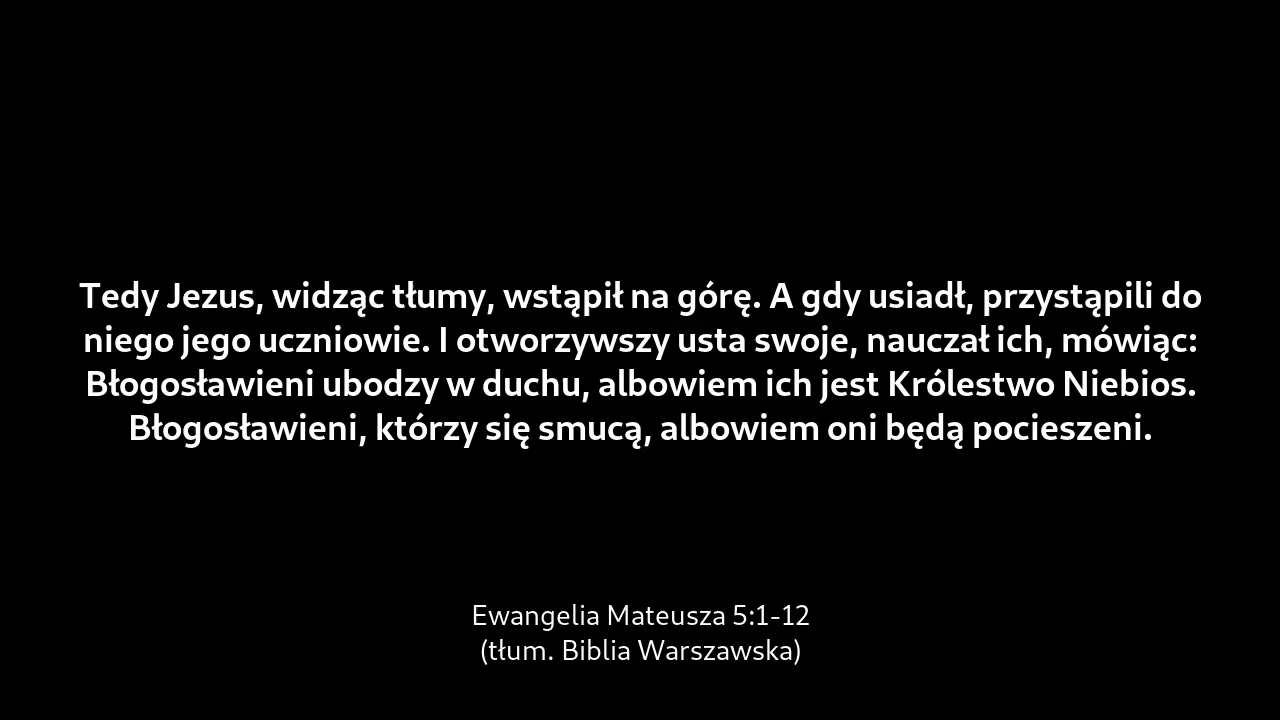 Tedy Jezus, widząc tłumy, wstąpił na górę. A gdy usiadł, przystąpili do
niego jego uczniowie. I otworzywszy usta swoje, nauczał ich, mówiąc:
Błogosławieni ubodzy w duchu, albowiem ich jest Królestwo Niebios.
Błogosławieni, którzy się smucą, albowiem oni będą pocieszeni.
Ewangelia Mateusza 5:1-12
(tłum. Biblia Warszawska)